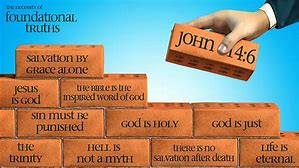 THE NECESSITY OF
FOUNDATIONAL
TRUTHS
JOHN 14:6
SALVATION BY
GRACE ALONE
JESUS
IS GOD
THE BIBLE IS THE
INSPIRED WORD OF GOD
SIN MUST BE
PUNISHED
GOD IS HOLY
GOD IS JUST
THE
TRINITY
HELL IS
NOT A MYTH
THERE IS NO
SALVATION AFTER DEATH
LIFE IS
ETERNAL